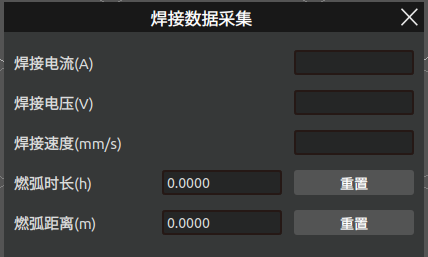 焊接数据采集
焊接电流(A)
焊接电压(V)
焊接速度(mm/s)
燃弧时长(h) 0.0000 重置
燃弧距离(m) 0.0000 重置